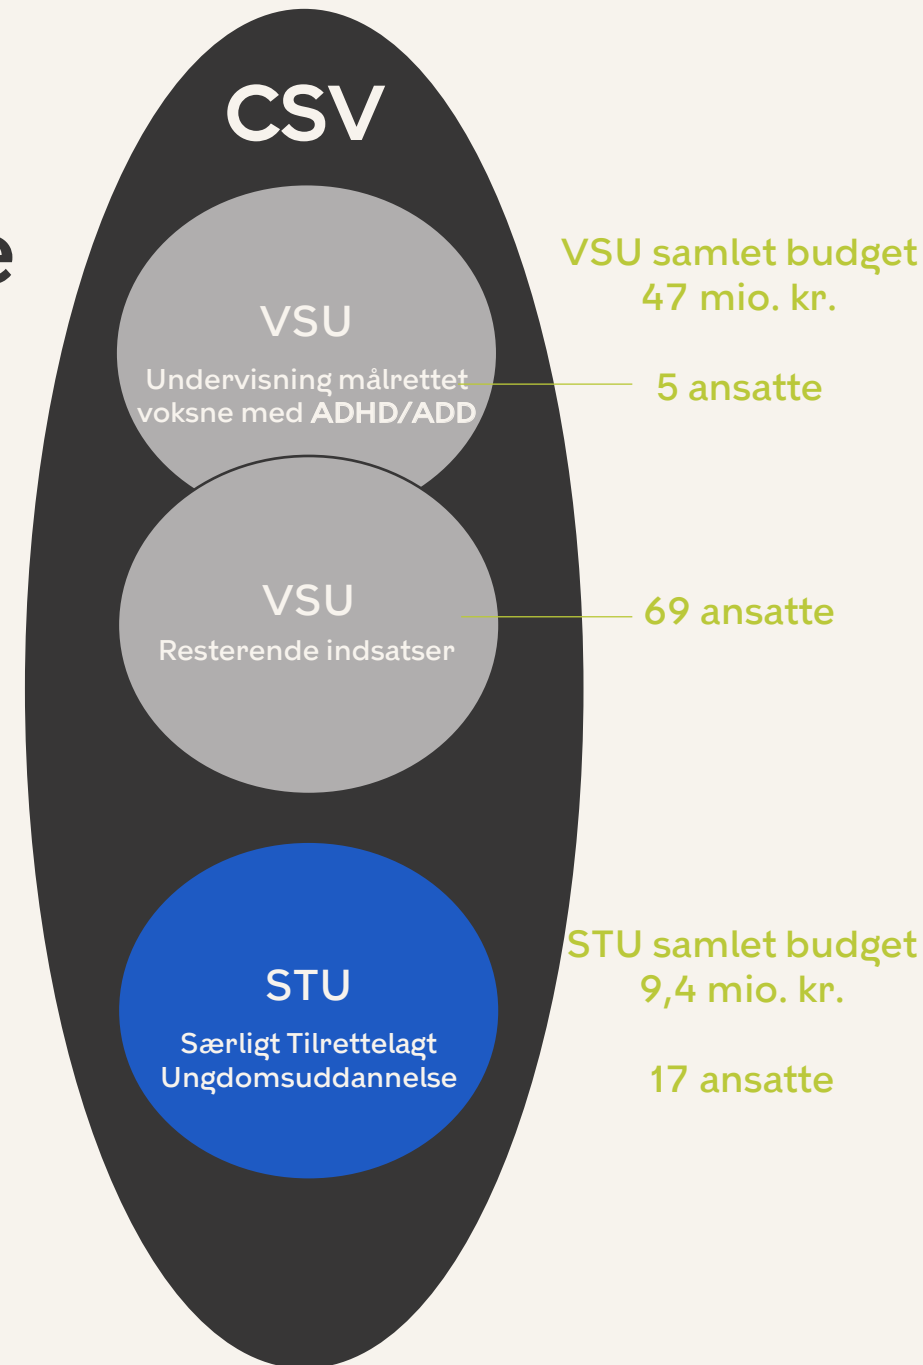 CSV
VSU
Undervisning målrettet
voksne med ADHD/ADD
VSU samlet budget
47 mio. kr.
5 ansatte
VSU
Resterende indsatser
69 ansatte
STU
Særligt Tilrettelagt
Ungdomsuddannelse
STU samlet budget
9,4 mio. kr.
17 ansatte